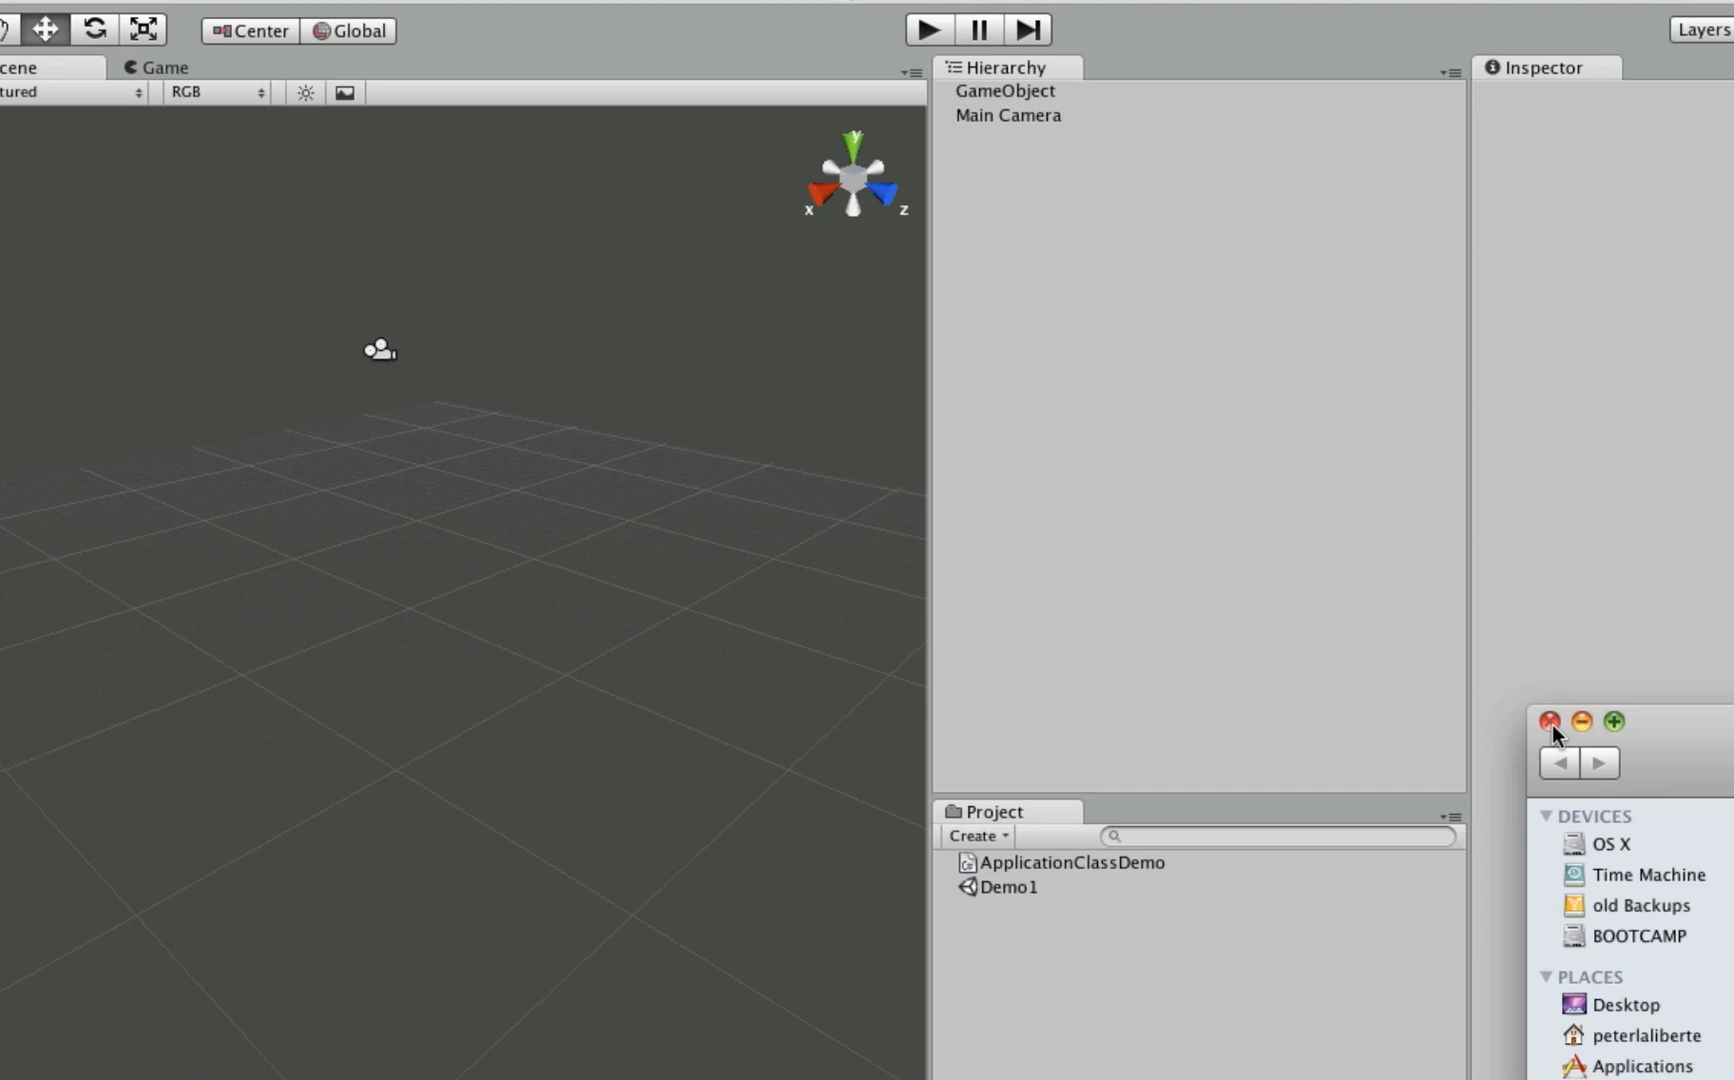 Center Global Layers
cene Game Hierarchy Inspector
tured RGB
GameObject
Main Camera
y
x z
Project
Create
ApplicationClassDemo
Demo1
DEVICES
OS X
Time Machine
old Backups
BOOTCAMP
PLACES
Desktop
peterlaliberte
Applications